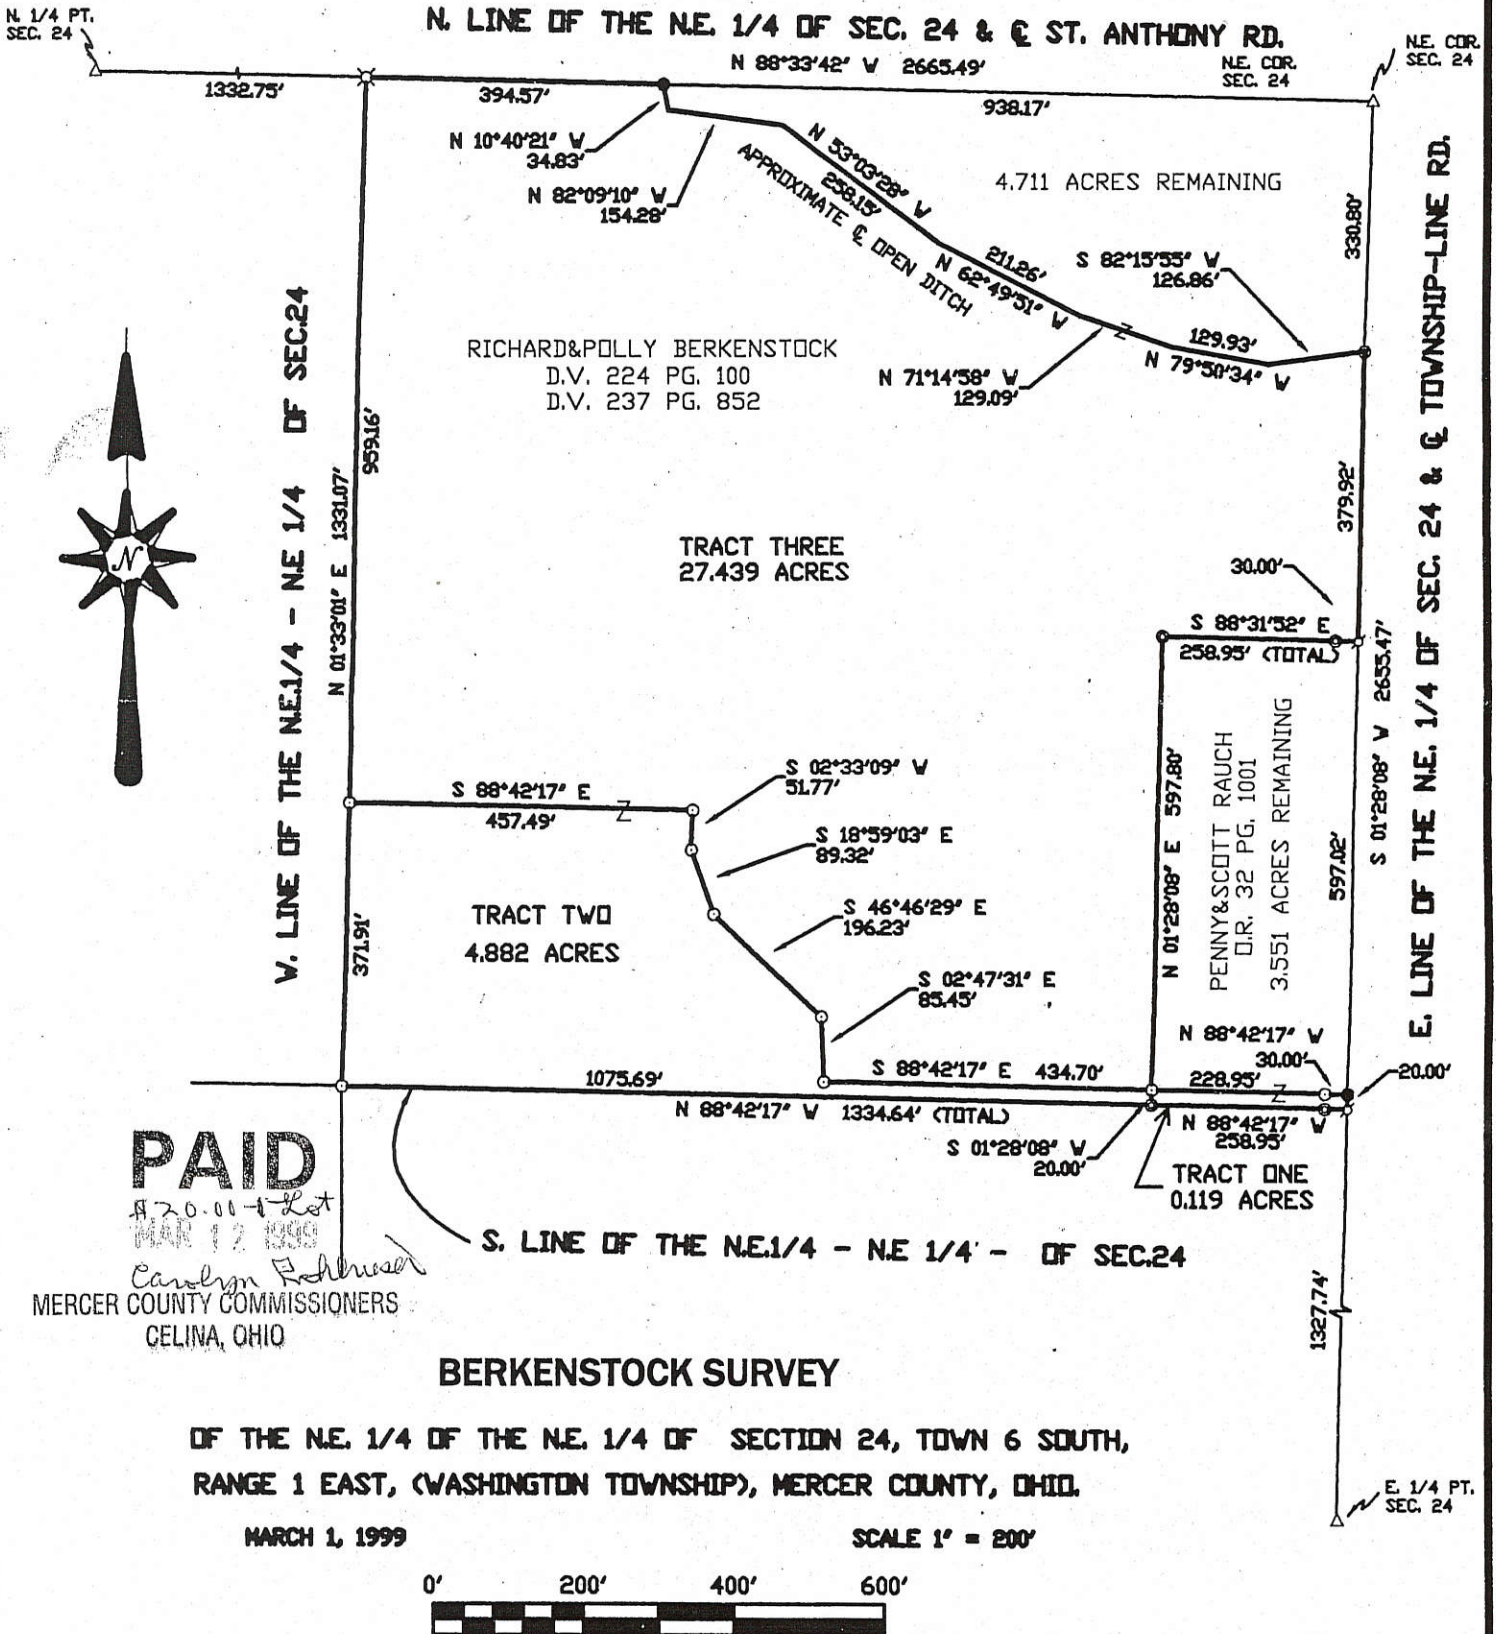 N. 1/4 PT.
SEC. 24
N. LINE OF THE N.E. 1/4 OF SEC. 24 & ℄ ST. ANTHONY RD.
N.E. COR.
SEC. 24
N 88°33'42" W 2665.49'
N.E. COR.
SEC. 24
1332.75'
394.57'
938.17'
N 10°40'21" W
34.83'
N 82°09'10" W
154.28'
N 53°03'28" W
258.15'
APPROXIMATE ℄ OPEN DITCH
4.711 ACRES REMAINING
211.26'
N 62°49'51" W
S 82°15'55" W
126.86'
330.80'
129.93'
N 79°50'34" W
N 71°14'58" W
129.09'
RICHARD&POLLY BERKENSTOCK
D.V. 224 PG. 100
D.V. 237 PG. 852
W. LINE OF THE N.E.1/4 - N.E 1/4 OF SEC.24
959.16'
N 01°33'01" E 1331.07'
N
TRACT THREE
27.439 ACRES
379.92'
30.00'
S 88°31'52" E
258.95' (TOTAL)
E. LINE OF THE N.E. 1/4 OF SEC. 24 & ℄ TOWNSHIP-LINE RD.
S 01°28'08" W 2655.47'
N 01°28'08" E 597.80'
PENNY&SCOTT RAUCH
O.R. 32 PG. 1001
3.551 ACRES REMAINING
597.02'
S 88°42'17" E
457.49'
S 02°33'09" W
51.77'
S 18°59'03" E
89.32'
S 46°46'29" E
196.23'
S 02°47'31" E
85.45'
TRACT TWO
4.882 ACRES
371.91'
N 88°42'17" W
30.00'
228.95'
20.00'
S 88°42'17" E 434.70'
1075.69'
N 88°42'17" W 1334.64' (TOTAL)
N 88°42'17" W
258.95'
S 01°28'08" W
20.00'
TRACT ONE
0.119 ACRES
PAID
$20.00-1 Lot
MAR 12 1999
Carolyn
MERCER COUNTY COMMISSIONERS
CELINA, OHIO
S. LINE OF THE N.E.1/4 - N.E 1/4 - OF SEC.24
1327.74'
BERKENSTOCK SURVEY
OF THE N.E. 1/4 OF THE N.E. 1/4 OF SECTION 24, TOWN 6 SOUTH,
RANGE 1 EAST, (WASHINGTON TOWNSHIP), MERCER COUNTY, OHIO.
E. 1/4 PT.
SEC. 24
MARCH 1, 1999
SCALE 1" = 200'
0' 200' 400' 600'